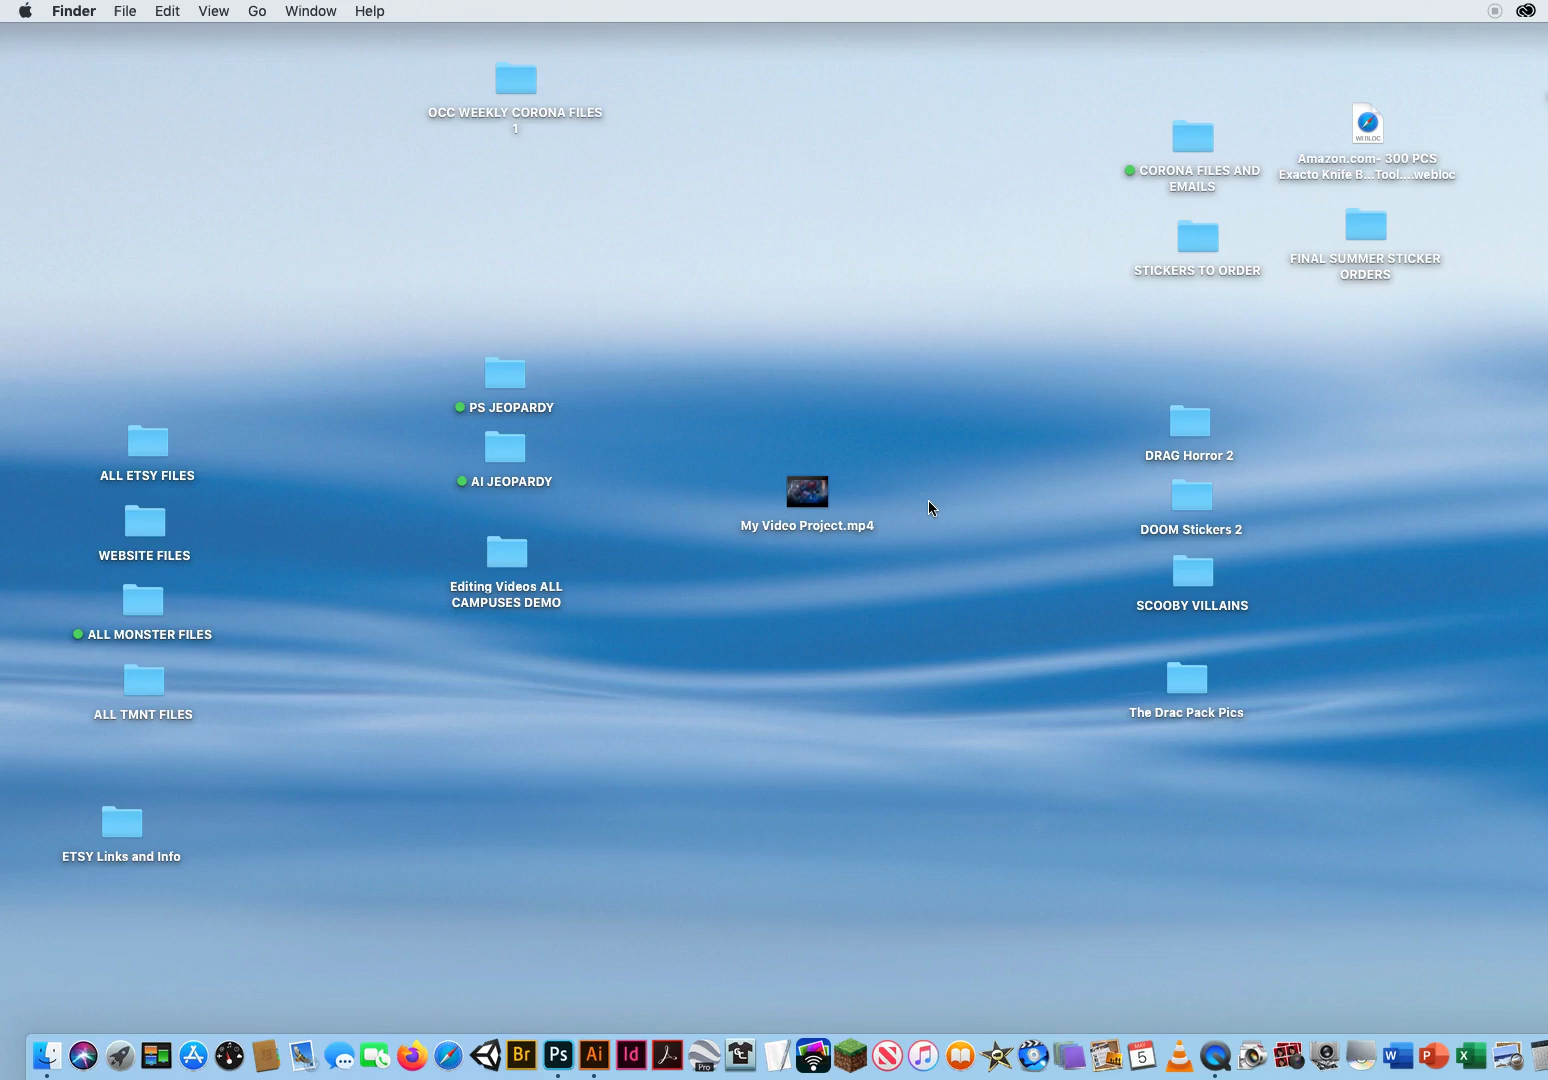 Finder File Edit View Go Window Help
OCC WEEKLY CORONA FILES
1
CORONA FILES AND
EMAILS
WEBLOC
Amazon.com- 300 PCS
Exacto Knife B...Tool....webloc
STICKERS TO ORDER
FINAL SUMMER STICKER
ORDERS
PS JEOPARDY
AI JEOPARDY
Editing Videos ALL
CAMPUSES DEMO
ALL ETSY FILES
WEBSITE FILES
ALL MONSTER FILES
ALL TMNT FILES
ETSY Links and Info
My Video Project.mp4
DRAG Horror 2
DOOM Stickers 2
SCOOBY VILLAINS
The Drac Pack Pics
Br Ps Ai Id Pro MAY 5 W P X